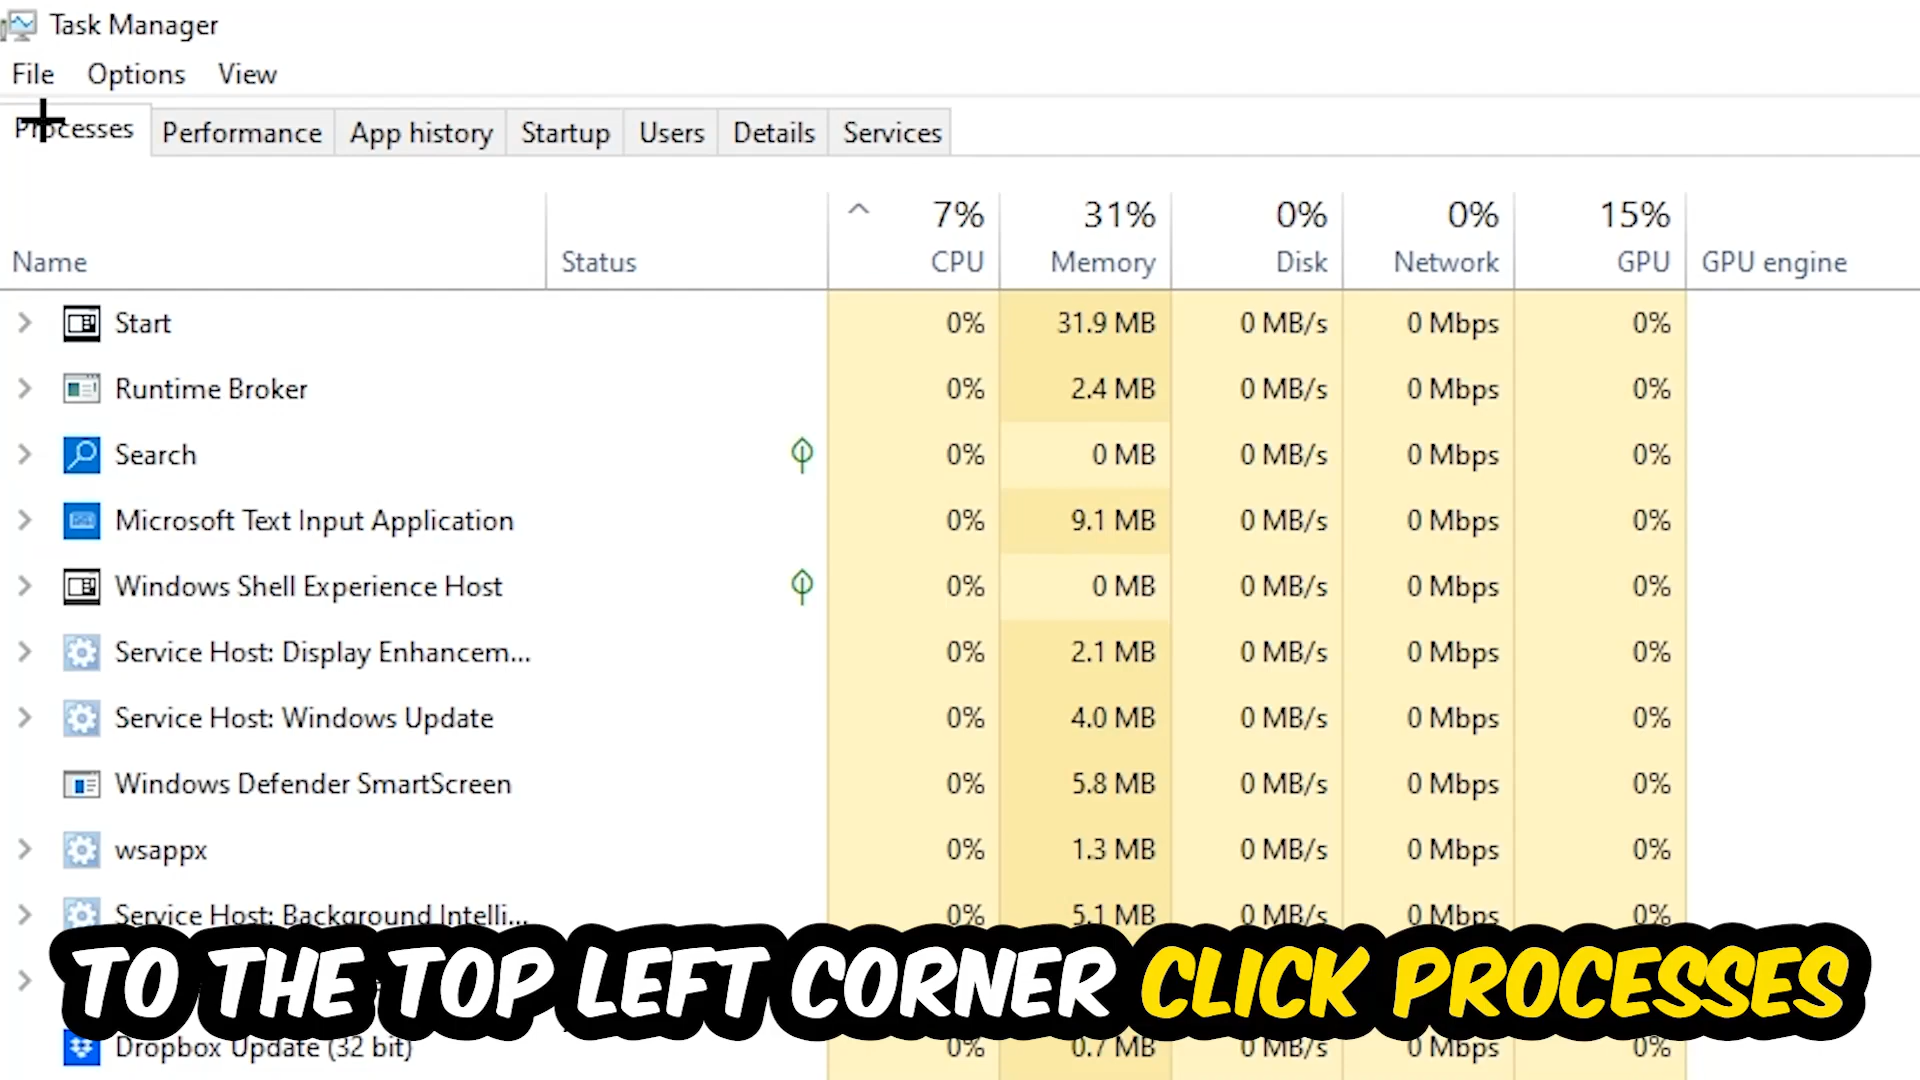 Task Manager
File Options View
Processes Performance App history Startup Users Details Services
7% 31% 0% 0% 15%
Name Status CPU Memory Disk Network GPU GPU engine
Start 0% 31.9 MB 0 MB/s 0 Mbps 0%
Runtime Broker 0% 2.4 MB 0 MB/s 0 Mbps 0%
Search 0% 0 MB 0 MB/s 0 Mbps 0%
Microsoft Text Input Application 0% 9.1 MB 0 MB/s 0 Mbps 0%
Windows Shell Experience Host 0% 0 MB 0 MB/s 0 Mbps 0%
Service Host: Display Enhancem... 0% 2.1 MB 0 MB/s 0 Mbps 0%
Service Host: Windows Update 0% 4.0 MB 0 MB/s 0 Mbps 0%
Windows Defender SmartScreen 0% 5.8 MB 0 MB/s 0 Mbps 0%
wsappx 0% 1.3 MB 0 MB/s 0 Mbps 0%
Service Host: Background Intelli... 0% 5.1 MB 0 MB/s 0 Mbps 0%
TO THE TOP LEFT CORNER CLICK PROCESSES
Dropbox Update (32 bit) 0% 0.7 MB 0 MB/s 0 Mbps 0%